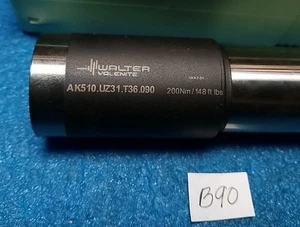 WALTER
VALENITE
AK510.UZ31.T36.090
200Nm/148 ft lbs
B90